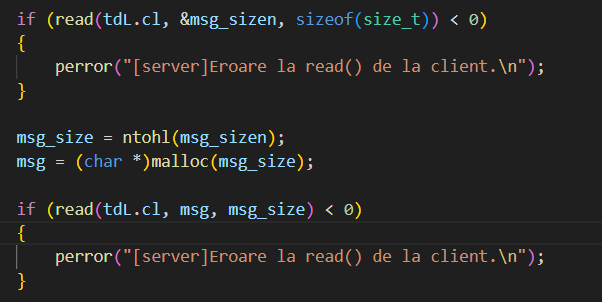 if (read(tdL.cl, &msg_sizen, sizeof(size_t)) < 0)
{
    perror("[server]Eroare la read() de la client.\n");
}

msg_size = ntohl(msg_sizen);
msg = (char *)malloc(msg_size);

if (read(tdL.cl, msg, msg_size) < 0)
{
    perror("[server]Eroare la read() de la client.\n");
}